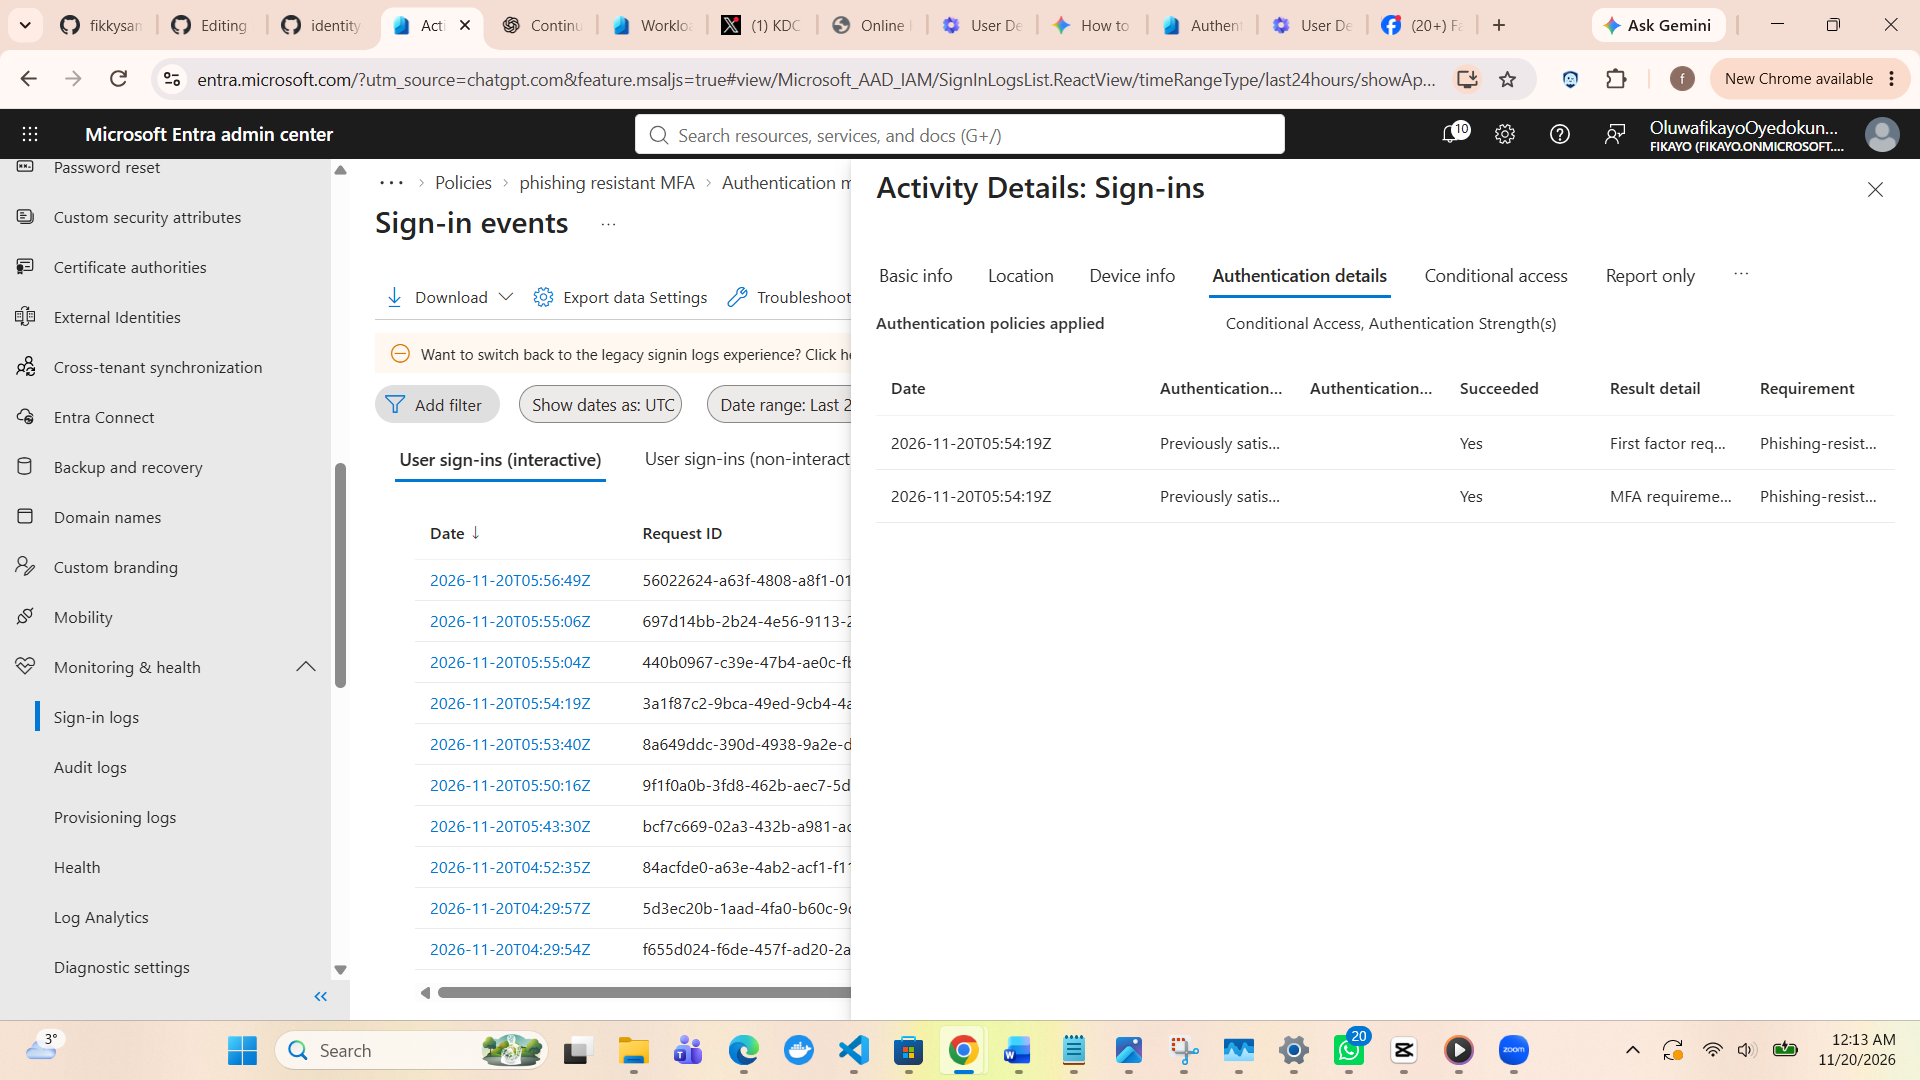 fikkysan
Editing
identity
Acti
Continu
Worklo
(1) KDC
Online
User De
How to
Authent
User De
(20+) Fa
Ask Gemini
entra.microsoft.com/?utm_source=chatgpt.com&feature.msaljs=true#view/Microsoft_AAD_IAM/SignInLogsList.ReactView/timeRangeType/last24hours/showAp...
f
New Chrome available
Microsoft Entra admin center
Search resources, services, and docs (G+/)
10
OluwafikayoOyedokun...
FIKAYO (FIKAYO.ONMICROSOFT....
Password reset
Custom security attributes
Certificate authorities
External Identities
Cross-tenant synchronization
Entra Connect
Backup and recovery
Domain names
Custom branding
Mobility
Monitoring & health
Sign-in logs
Audit logs
Provisioning logs
Health
Log Analytics
Diagnostic settings
... > Policies > phishing resistant MFA > Authentication m
Sign-in events ...
Download
Export data Settings
Troubleshoot
Want to switch back to the legacy signin logs experience? Click he
Add filter
Show dates as: UTC
Date range: Last 2
User sign-ins (interactive)
User sign-ins (non-interact
Date ↓ Request ID
2026-11-20T05:56:49Z 56022624-a63f-4808-a8f1-01
2026-11-20T05:55:06Z 697d14bb-2b24-4e56-9113-2
2026-11-20T05:55:04Z 440b0967-c39e-47b4-ae0c-fb
2026-11-20T05:54:19Z 3a1f87c2-9bca-49ed-9cb4-4a
2026-11-20T05:53:40Z 8a649ddc-390d-4938-9a2e-d
2026-11-20T05:50:16Z 9f1f0a0b-3fd8-462b-aec7-5d
2026-11-20T05:43:30Z bcf7c669-02a3-432b-a981-ac
2026-11-20T04:52:35Z 84acfde0-a63e-4ab2-acf1-f11
2026-11-20T04:29:57Z 5d3ec20b-1aad-4fa0-b60c-9c
2026-11-20T04:29:54Z f655d024-f6de-457f-ad20-2a
Activity Details: Sign-ins
Basic info
Location
Device info
Authentication details
Conditional access
Report only
...
Authentication policies applied Conditional Access, Authentication Strength(s)
Date Authentication... Authentication... Succeeded Result detail Requirement
2026-11-20T05:54:19Z Previously satis... Yes First factor req... Phishing-resist...
2026-11-20T05:54:19Z Previously satis... Yes MFA requireme... Phishing-resist...
3°
Search
20
zoom
12:13 AM
11/20/2026